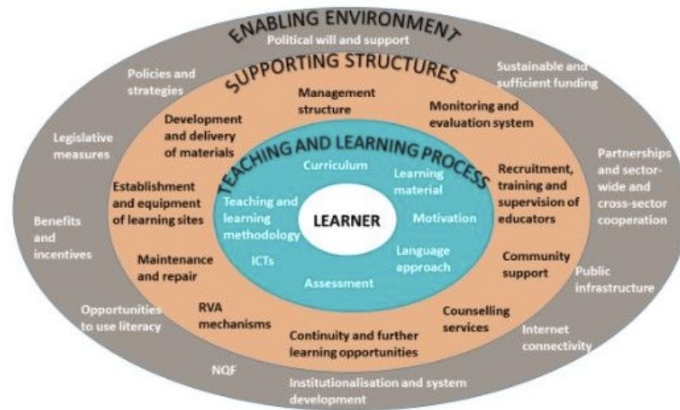 ENABLING ENVIRONMENT
Political will and support
Policies and
strategies
Sustainable and
sufficient funding
Legislative
measures
Partnerships
and sector-
wide and
cross-sector
cooperation
Benefits
and
incentives
Public
infrastructure
Opportunities
to use literacy
Internet
connectivity
NQF
Institutionalisation and system
development
SUPPORTING STRUCTURES
Management
structure
Development
and delivery
of materials
Monitoring and
evaluation system
Establishment
and equipment
of learning sites
Recruitment,
training and
supervision of
educators
Maintenance
and repair
Community
support
RVA
mechanisms
Counselling
services
Continuity and further
learning opportunities
TEACHING AND LEARNING PROCESS
Curriculum
Learning
material
Teaching and
learning
methodology
Motivation
ICTs
Language
approach
Assessment
LEARNER